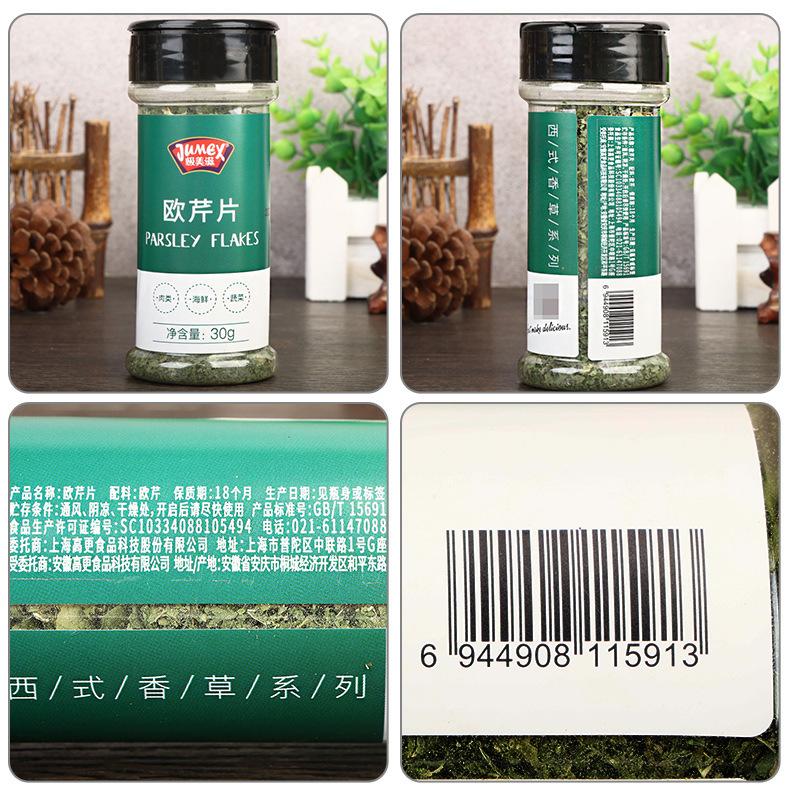 Jumex
极美滋
欧芹片
PARSLEY FLAKES
肉类
海鲜
蔬菜
净含量: 30g
西/式/香/草/系/列
make delicious.
6 944908 115913
产品名称:欧芹片 配料:欧芹 保质期:18个月 生产日期:见瓶身或标签
贮存条件:通风、阴凉、干燥处,开启后请尽快使用 产品标准号:GB/T 15691
食品生产许可证编号:SC10334088105494 电话:021-61147088
委托商:上海高更食品科技股份有限公司 地址:上海市普陀区中联路1号G座
受委托商:安徽高更食品科技有限公司 地址/产地:安徽省安庆市桐城经济开发区和平东路
西/式/香/草/系/列
6 944908 115913